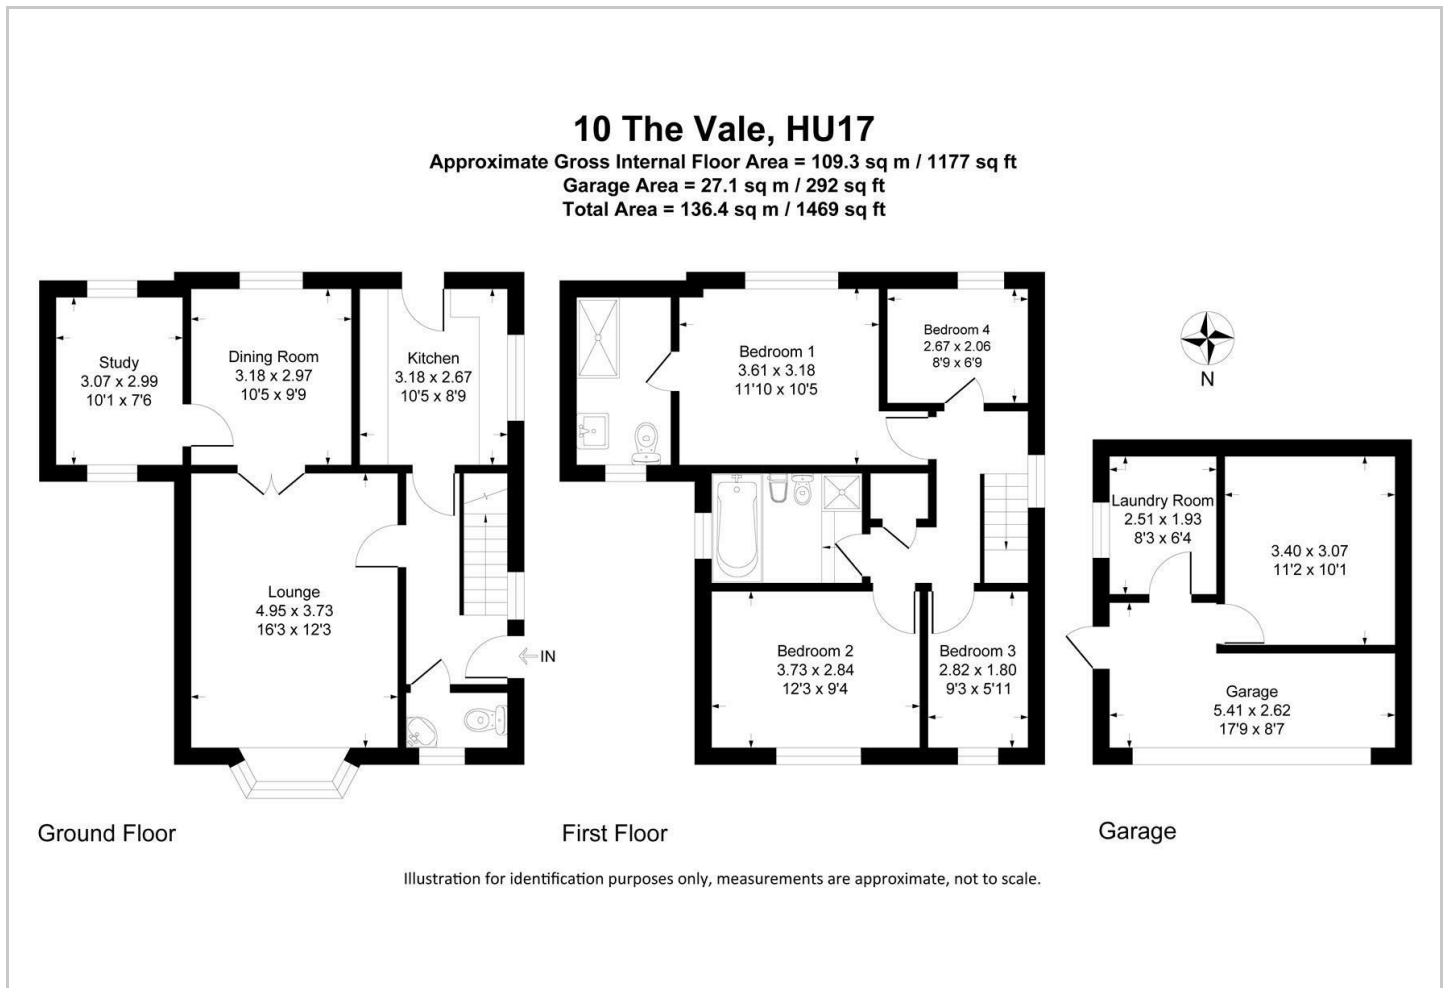 10 The Vale, HU17
Approximate Gross Internal Floor Area = 109.3 sq m / 1177 sq ft
Garage Area = 27.1 sq m / 292 sq ft
Total Area = 136.4 sq m / 1469 sq ft
Study
3.07 x 2.99
10'1 x 7'6
Dining Room
3.18 x 2.97
10'5 x 9'9
Kitchen
3.18 x 2.67
10'5 x 8'9
Lounge
4.95 x 3.73
16'3 x 12'3
IN
Ground Floor
Bedroom 1
3.61 x 3.18
11'10 x 10'5
Bedroom 4
2.67 x 2.06
8'9 x 6'9
Bedroom 2
3.73 x 2.84
12'3 x 9'4
Bedroom 3
2.82 x 1.80
9'3 x 5'11
First Floor
N
Laundry Room
2.51 x 1.93
8'3 x 6'4
3.40 x 3.07
11'2 x 10'1
Garage
5.41 x 2.62
17'9 x 8'7
Garage
Illustration for identification purposes only, measurements are approximate, not to scale.